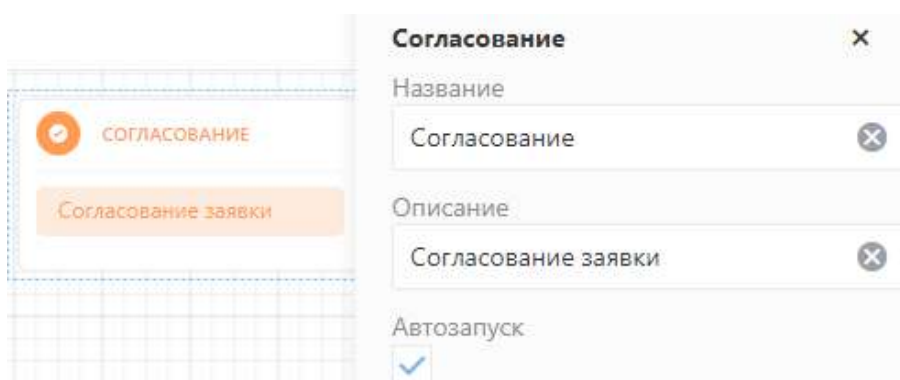 СОГЛАСОВАНИЕ
Согласование заявки
Согласование
Название
Согласование
Описание
Согласование заявки
Автозапуск